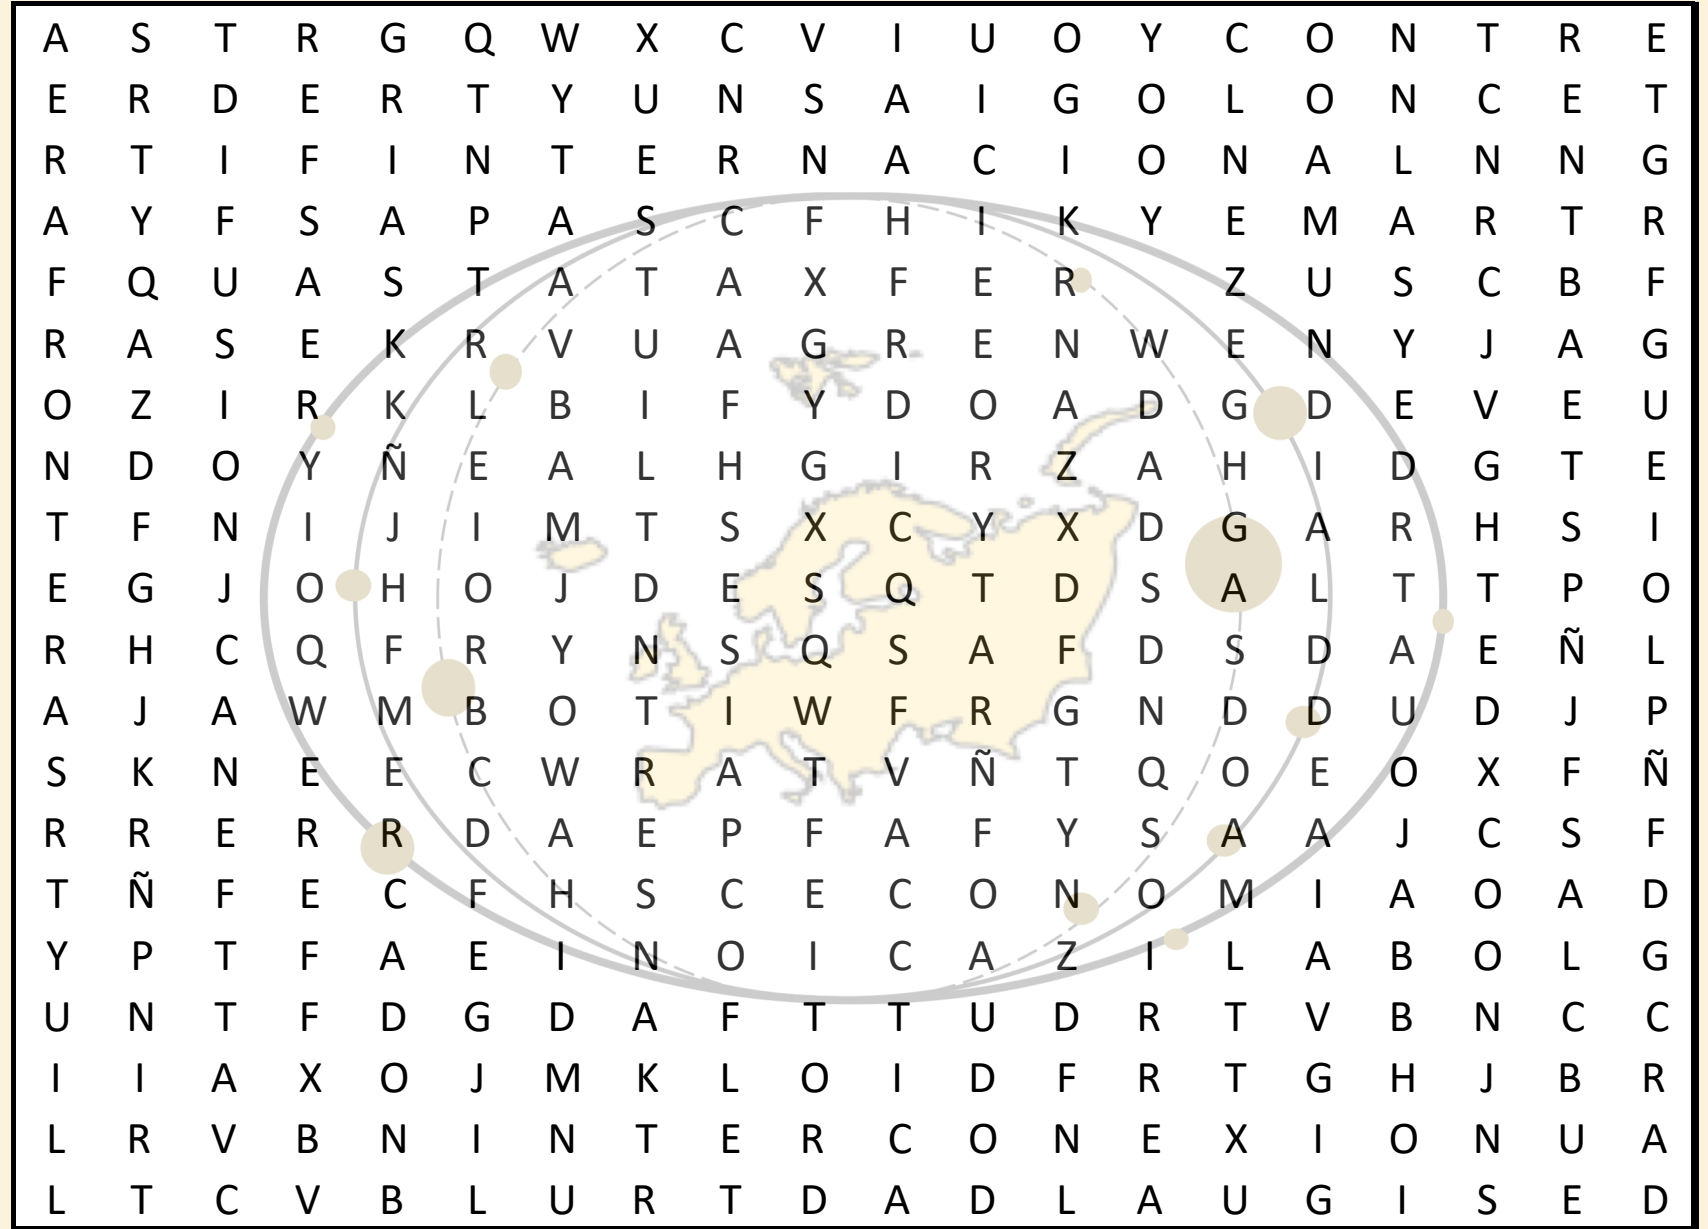 A S T R G Q W X C V I U O Y C O N T R E
E R D E R T Y U N S A I G O L O N C E T
R T I F I N T E R N A C I O N A L N N G
A Y F S A P A S C F H I K Y E M A R T R
F Q U A S T A T A X F E R Z U S C B F
R A S E K R V U A G R E N W E N Y J A G
O Z I R K L B I F Y D O A D G D E V E U
N D O Y Ñ E A L H G I R Z A H I D G T E
T F N I J I M T S X C Y X D G A R H S I
E G J O H O J D E S Q T D S A L T T P O
R H C Q F R Y N S Q S A F D S D A E Ñ L
A J A W M B O T I W F R G N D D U D J P
S K N E E C W R A T V Ñ T Q O E O X F Ñ
R R E R R D A E P F A F Y S A A J C S F
T Ñ F E C F H S C E C O N O M I A O A D
Y P T F A E I N O I C A Z I L A B O L G
U N T F D G D A F T T U D R T V B N C C
I I A X O J M K L O I D F R T G H J B R
L R V B N I N T E R C O N E X I O N U A
L T C V B L U R T D A D L A U G I S E D